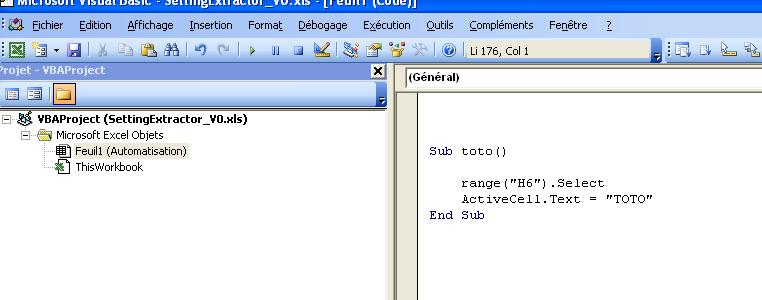 Microsoft Visual Basic - SettingExtractor_V0.xls - [Feuil1 (Code)]
Fichier Edition Affichage Insertion Format Débogage Exécution Outils Compléments Fenêtre ?
Li 176, Col 1
Projet - VBAProject
(Général)
VBAProject (SettingExtractor_V0.xls)
Microsoft Excel Objets
Feuil1 (Automatisation)
ThisWorkbook
Sub toto()
range("H6").Select
ActiveCell.Text = "TOTO"
End Sub